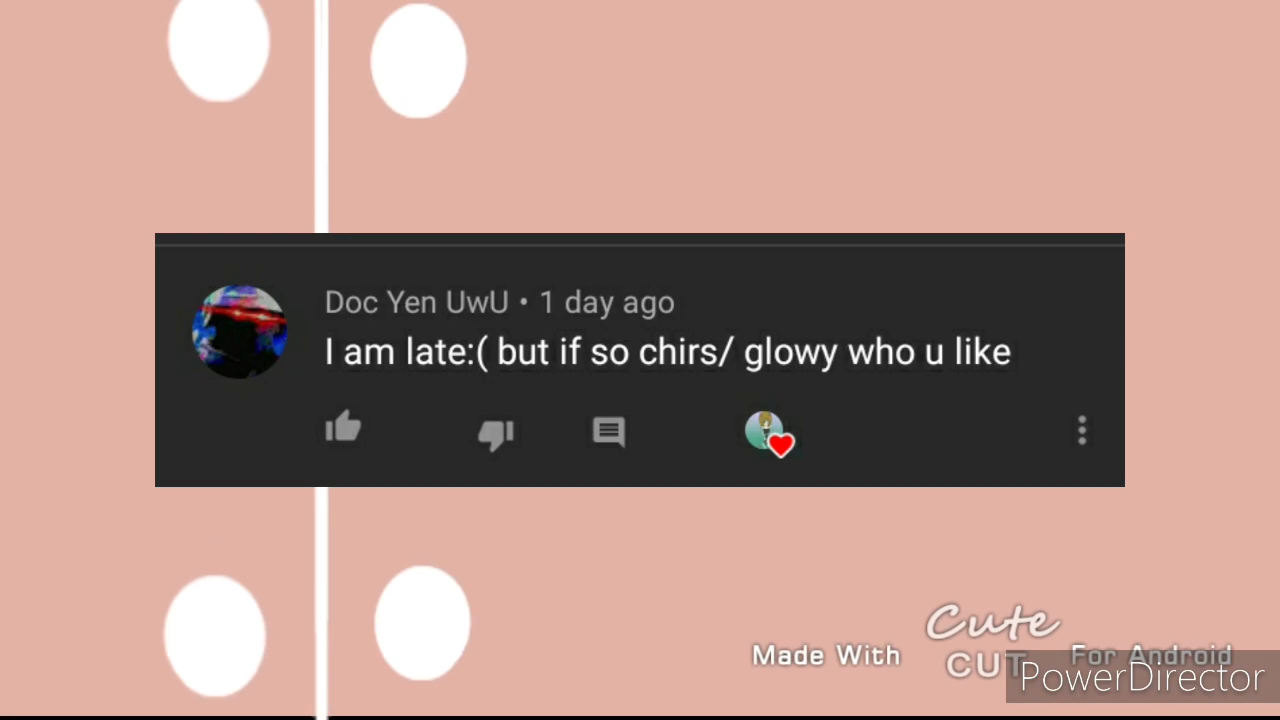 Doc Yen UwU • 1 day ago
I am late:( but if so chirs/ glowy who u like
Made With Cute CUT For Android
PowerDirector